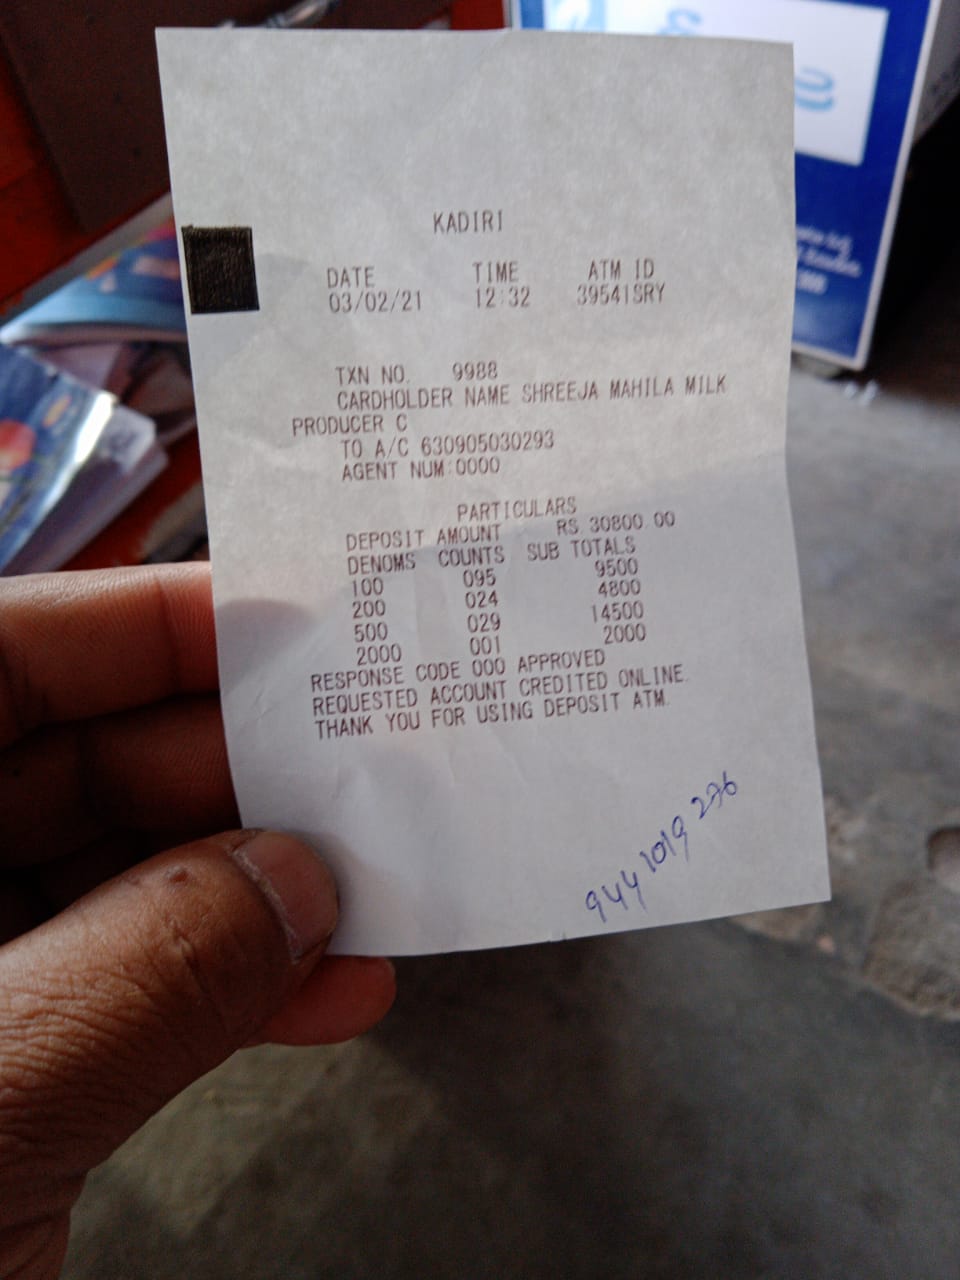 KADIRI
DATE TIME ATM ID
03/02/21 12:32 39541SRY
TXN NO. 9988
CARDHOLDER NAME SHREEJA MAHILA MILK
PRODUCER C
TO A/C 630905030293
AGENT NUM:0000
PARTICULARS
DEPOSIT AMOUNT RS 30800.00
DENOMS COUNTS SUB TOTALS
100 095 9500
200 024 4800
500 029 14500
2000 001 2000
RESPONSE CODE 000 APPROVED
REQUESTED ACCOUNT CREDITED ONLINE.
THANK YOU FOR USING DEPOSIT ATM.
9441019276